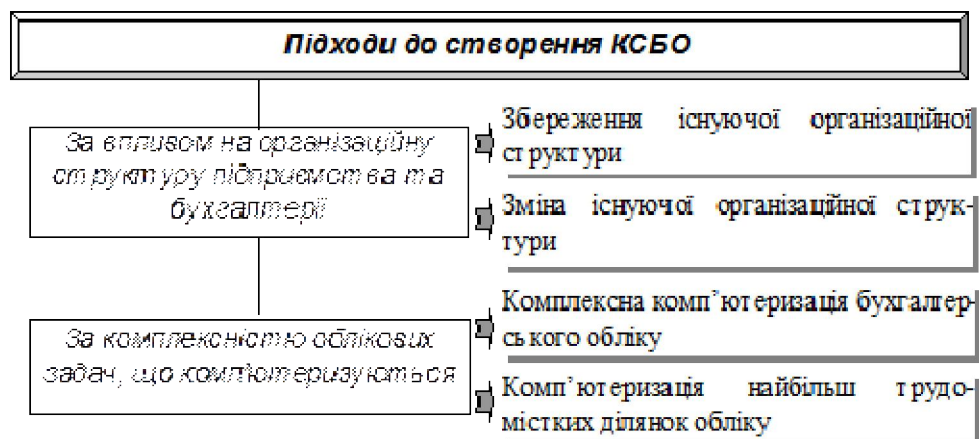 Підходи до створення КСБО
За впливом на організаційну
структуру підприємства та
бухгалтерії
Збереження існуючої організаційної
структури
Зміна існуючої організаційної струк-
тури
За комплексністю облікових
задач, що комп'ютеризуються
Комплексна комп’ютеризація бухгалтер-
ського обліку
Комп’ютеризація найбільш трудо-
містких ділянок обліку